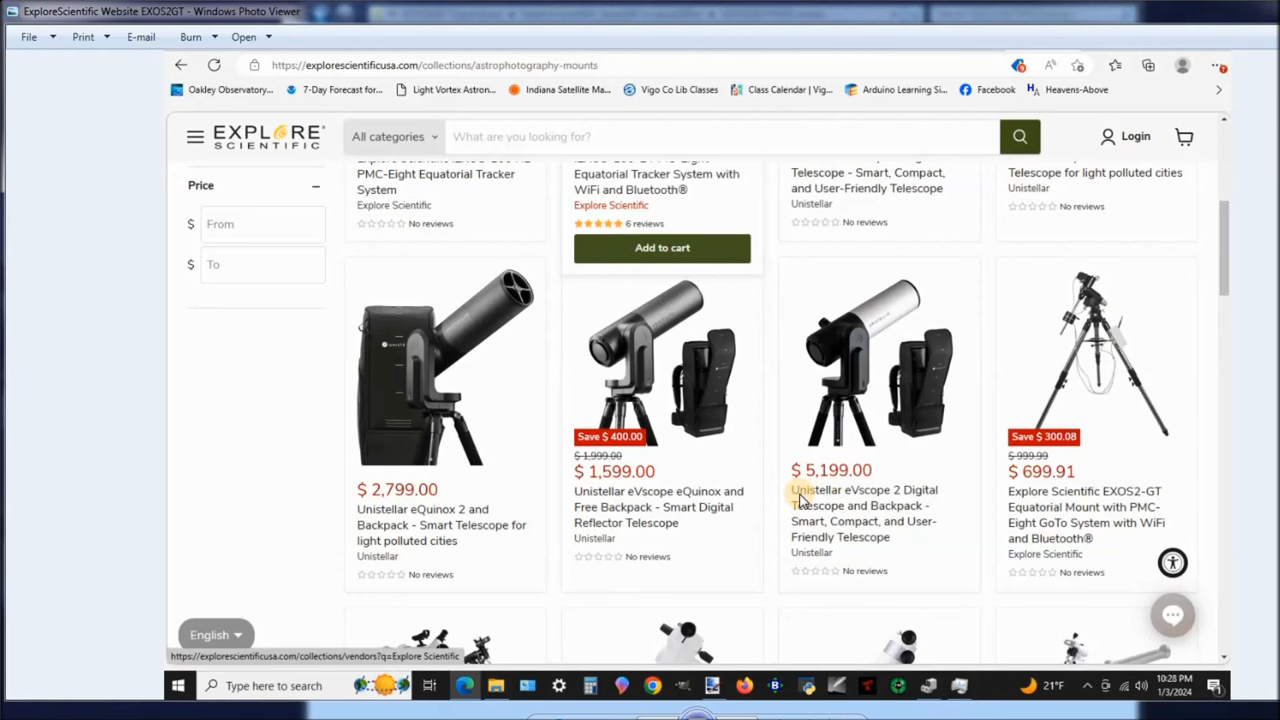 ExploreScientific Website EXOS2GT - Windows Photo Viewer
File Print E-mail Burn Open
https://explorescientificusa.com/collections/astrophotography-mounts
Oakley Observatory... 7-Day Forecast for... Light Vortex Astron... Indiana Satellite Ma... Vigo Co Lib Classes Class Calendar | Vig... Arduino Learning Si... Facebook Heavens-Above
EXPLORE
SCIENTIFIC®
All categories
What are you looking for?
Login
Price
$ From
$ To
PMC-Eight Equatorial Tracker
System
Explore Scientific
No reviews
Equatorial Tracker System with
WiFi and Bluetooth®
Explore Scientific
6 reviews
Add to cart
Telescope - Smart, Compact,
and User-Friendly Telescope
Unistellar
No reviews
Telescope for light polluted cities
Unistellar
No reviews
$ 2,799.00
Unistellar eQuinox 2 and
Backpack - Smart Telescope for
light polluted cities
Unistellar
No reviews
Save $ 400.00
$ 1,999.00
$ 1,599.00
Unistellar eVscope eQuinox and
Free Backpack - Smart Digital
Reflector Telescope
Unistellar
No reviews
$ 5,199.00
Unistellar eVscope 2 Digital
Telescope and Backpack -
Smart, Compact, and User-
Friendly Telescope
Unistellar
No reviews
Save $ 300.08
$ 999.99
$ 699.91
Explore Scientific EXOS2-GT
Equatorial Mount with PMC-
Eight GoTo System with WiFi
and Bluetooth®
Explore Scientific
No reviews
English
https://explorescientificusa.com/collections/vendors?q=Explore Scientific
Type here to search
21°F
10:28 PM
1/3/2024